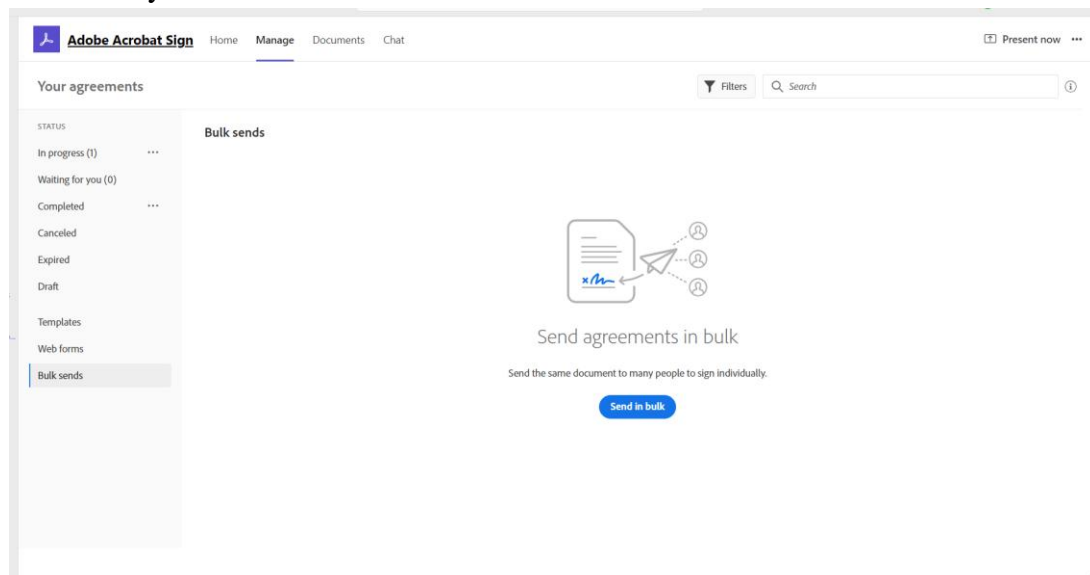 Adobe Acrobat Sign Home Manage Documents Chat Present now
Your agreements Filters Search
STATUS
Bulk sends
In progress (1)
Waiting for you (0)
Completed
Canceled
Expired
Draft
Templates
Web forms
Bulk sends
Send agreements in bulk
Send the same document to many people to sign individually.
Send in bulk